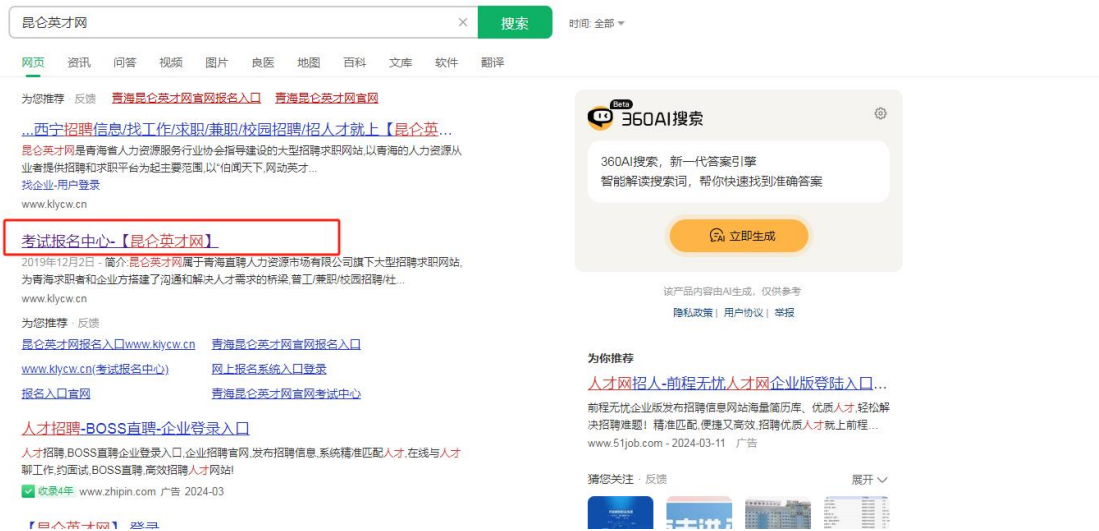 昆仑英才网 × 搜索 时间: 全部
网页 资讯 问答 视频 图片 良医 地图 百科 文库 软件 翻译
为您推荐 · 反馈 青海昆仑英才网官网报名入口 青海昆仑英才网官网
...西宁招聘信息/找工作/求职/兼职/校园招聘/招人才就上【昆仑英...
昆仑英才网是青海省人力资源服务行业协会指导建设的大型招聘求职网站,以青海的人力资源从
业者提供招聘和求职平台为起主要范围,以“伯闻天下,网动英才...
找企业-用户登录
www.klycw.cn
考试报名中心-【昆仑英才网】
2019年12月2日 - 简介:昆仑英才网属于青海直聘人力资源市场有限公司旗下大型招聘求职网站,
为青海求职者和企业方搭建了沟通和解决人才需求的桥梁,普工/兼职/校园招聘/社...
www.klycw.cn
为您推荐 · 反馈
昆仑英才网报名入口www.kiycw.cn 青海昆仑英才网官网报名入口
www.klycw.cn(考试报名中心) 网上报名系统入口登录
报名入口官网 青海昆仑英才网官网考试中心
人才招聘-BOSS直聘-企业登录入口
人才招聘,BOSS直聘企业登录入口,企业招聘官网,发布招聘信息,系统精准匹配人才,在线与人才
聊工作,约面试,BOSS直聘,高效招聘人才网站!
收录4年 www.zhipin.com 广告 2024-03
【昆仑英才网】 登录
Beta
360AI搜索
360AI搜索，新一代答案引擎
智能解读搜索词，帮你快速找到准确答案
AI 立即生成
该产品内容由AI生成，仅供参考
隐私政策 | 用户协议 | 举报
为你推荐
人才网招人-前程无忧人才网企业版登陆入口...
前程无忧企业版发布招聘信息网站海量简历库、优质人才,轻松解
决招聘难题！精准匹配,便捷又高效,招聘优质人才就上前程...
www.51job.com - 2024-03-11 广告
猜您关注 · 反馈 展开